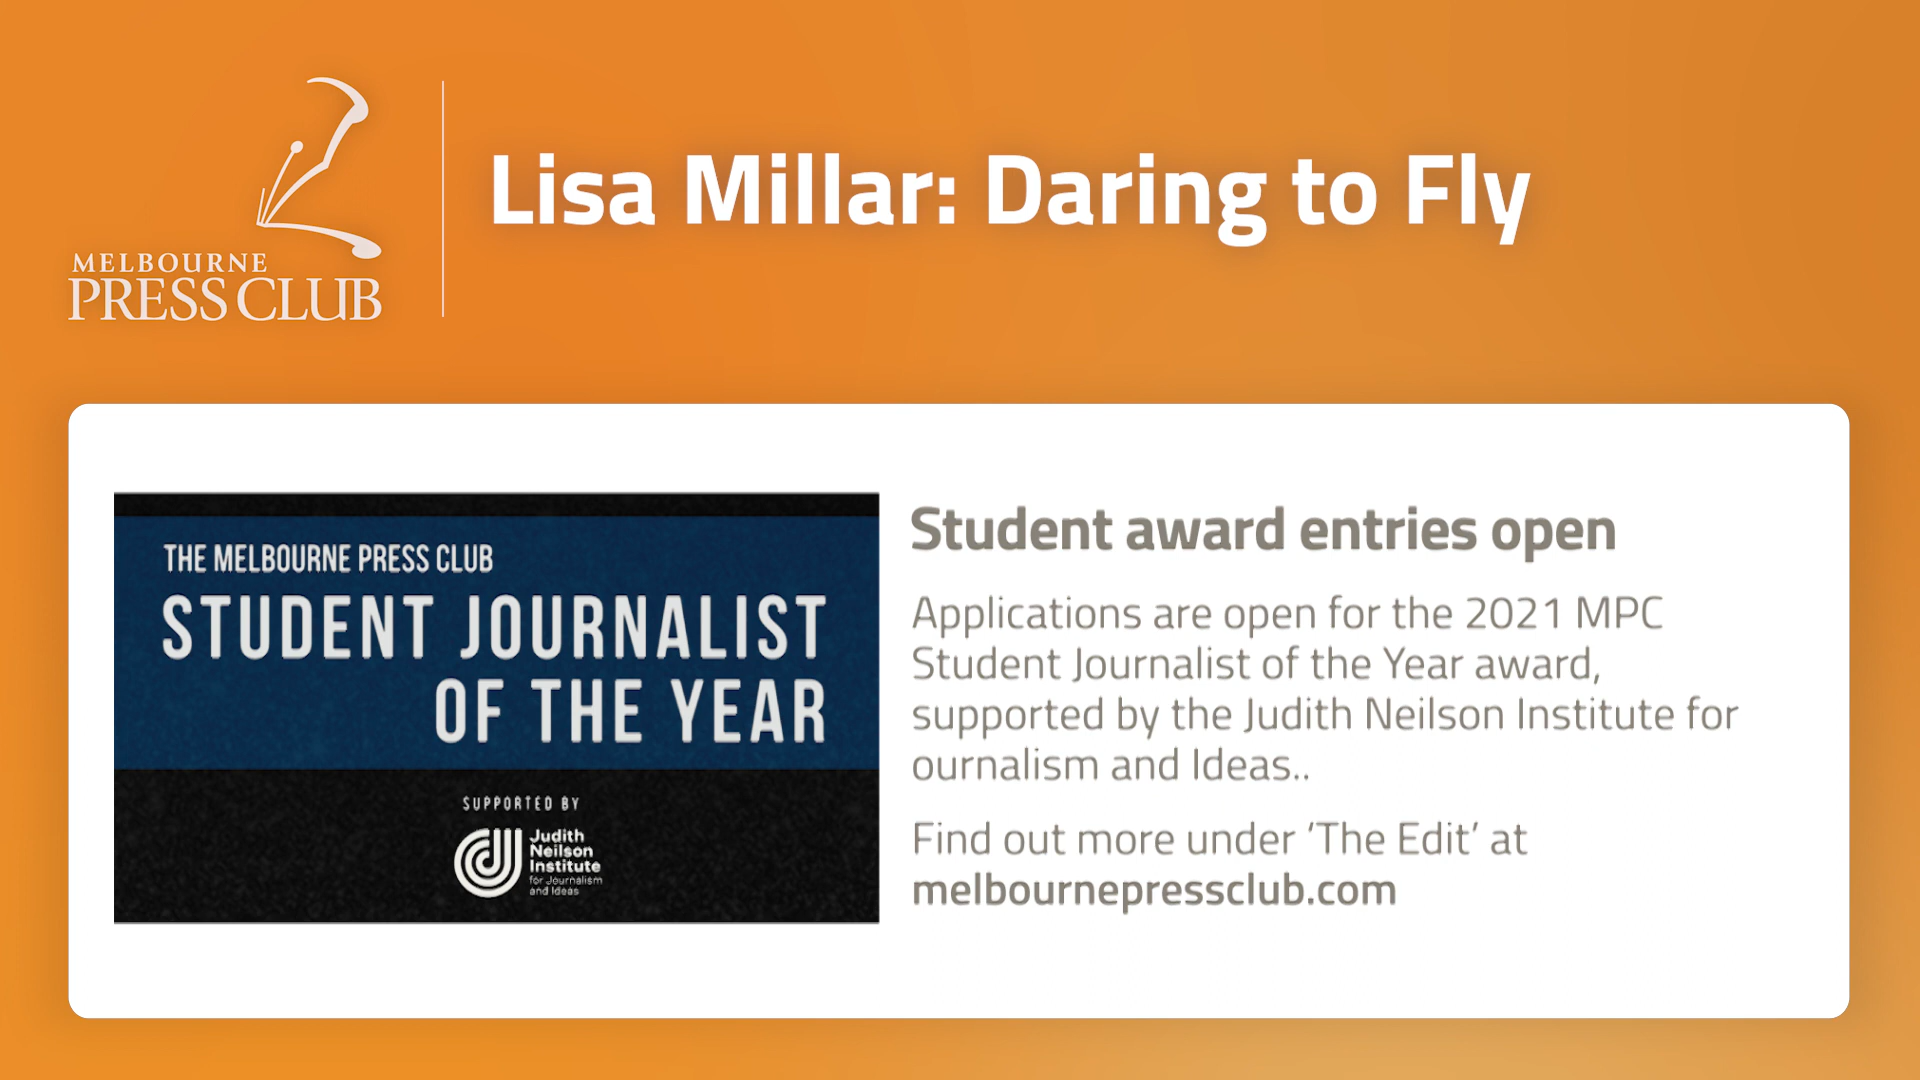 MELBOURNE
PRESS CLUB
Lisa Millar: Daring to Fly
THE MELBOURNE PRESS CLUB
STUDENT JOURNALIST
OF THE YEAR
SUPPORTED BY
Judith
Neilson
Institute
for Journalism
and Ideas
Student award entries open
Applications are open for the 2021 MPC
Student Journalist of the Year award,
supported by the Judith Neilson Institute for
ournalism and Ideas..
Find out more under ‘The Edit’ at
melbournepressclub.com